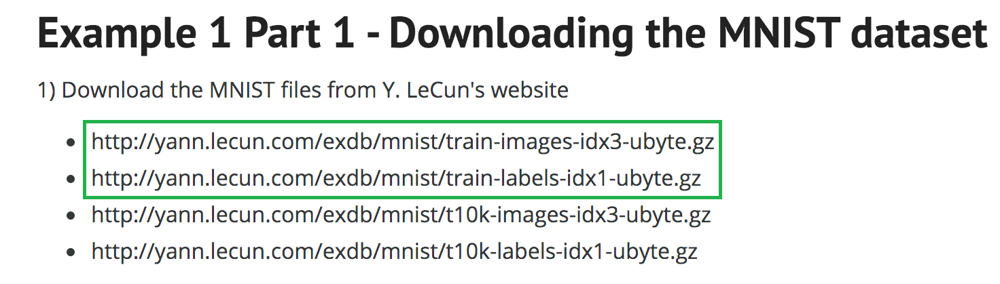 Example 1 Part 1 - Downloading the MNIST dataset
1) Download the MNIST files from Y. LeCun's website
• http://yann.lecun.com/exdb/mnist/train-images-idx3-ubyte.gz
• http://yann.lecun.com/exdb/mnist/train-labels-idx1-ubyte.gz
• http://yann.lecun.com/exdb/mnist/t10k-images-idx3-ubyte.gz
• http://yann.lecun.com/exdb/mnist/t10k-labels-idx1-ubyte.gz